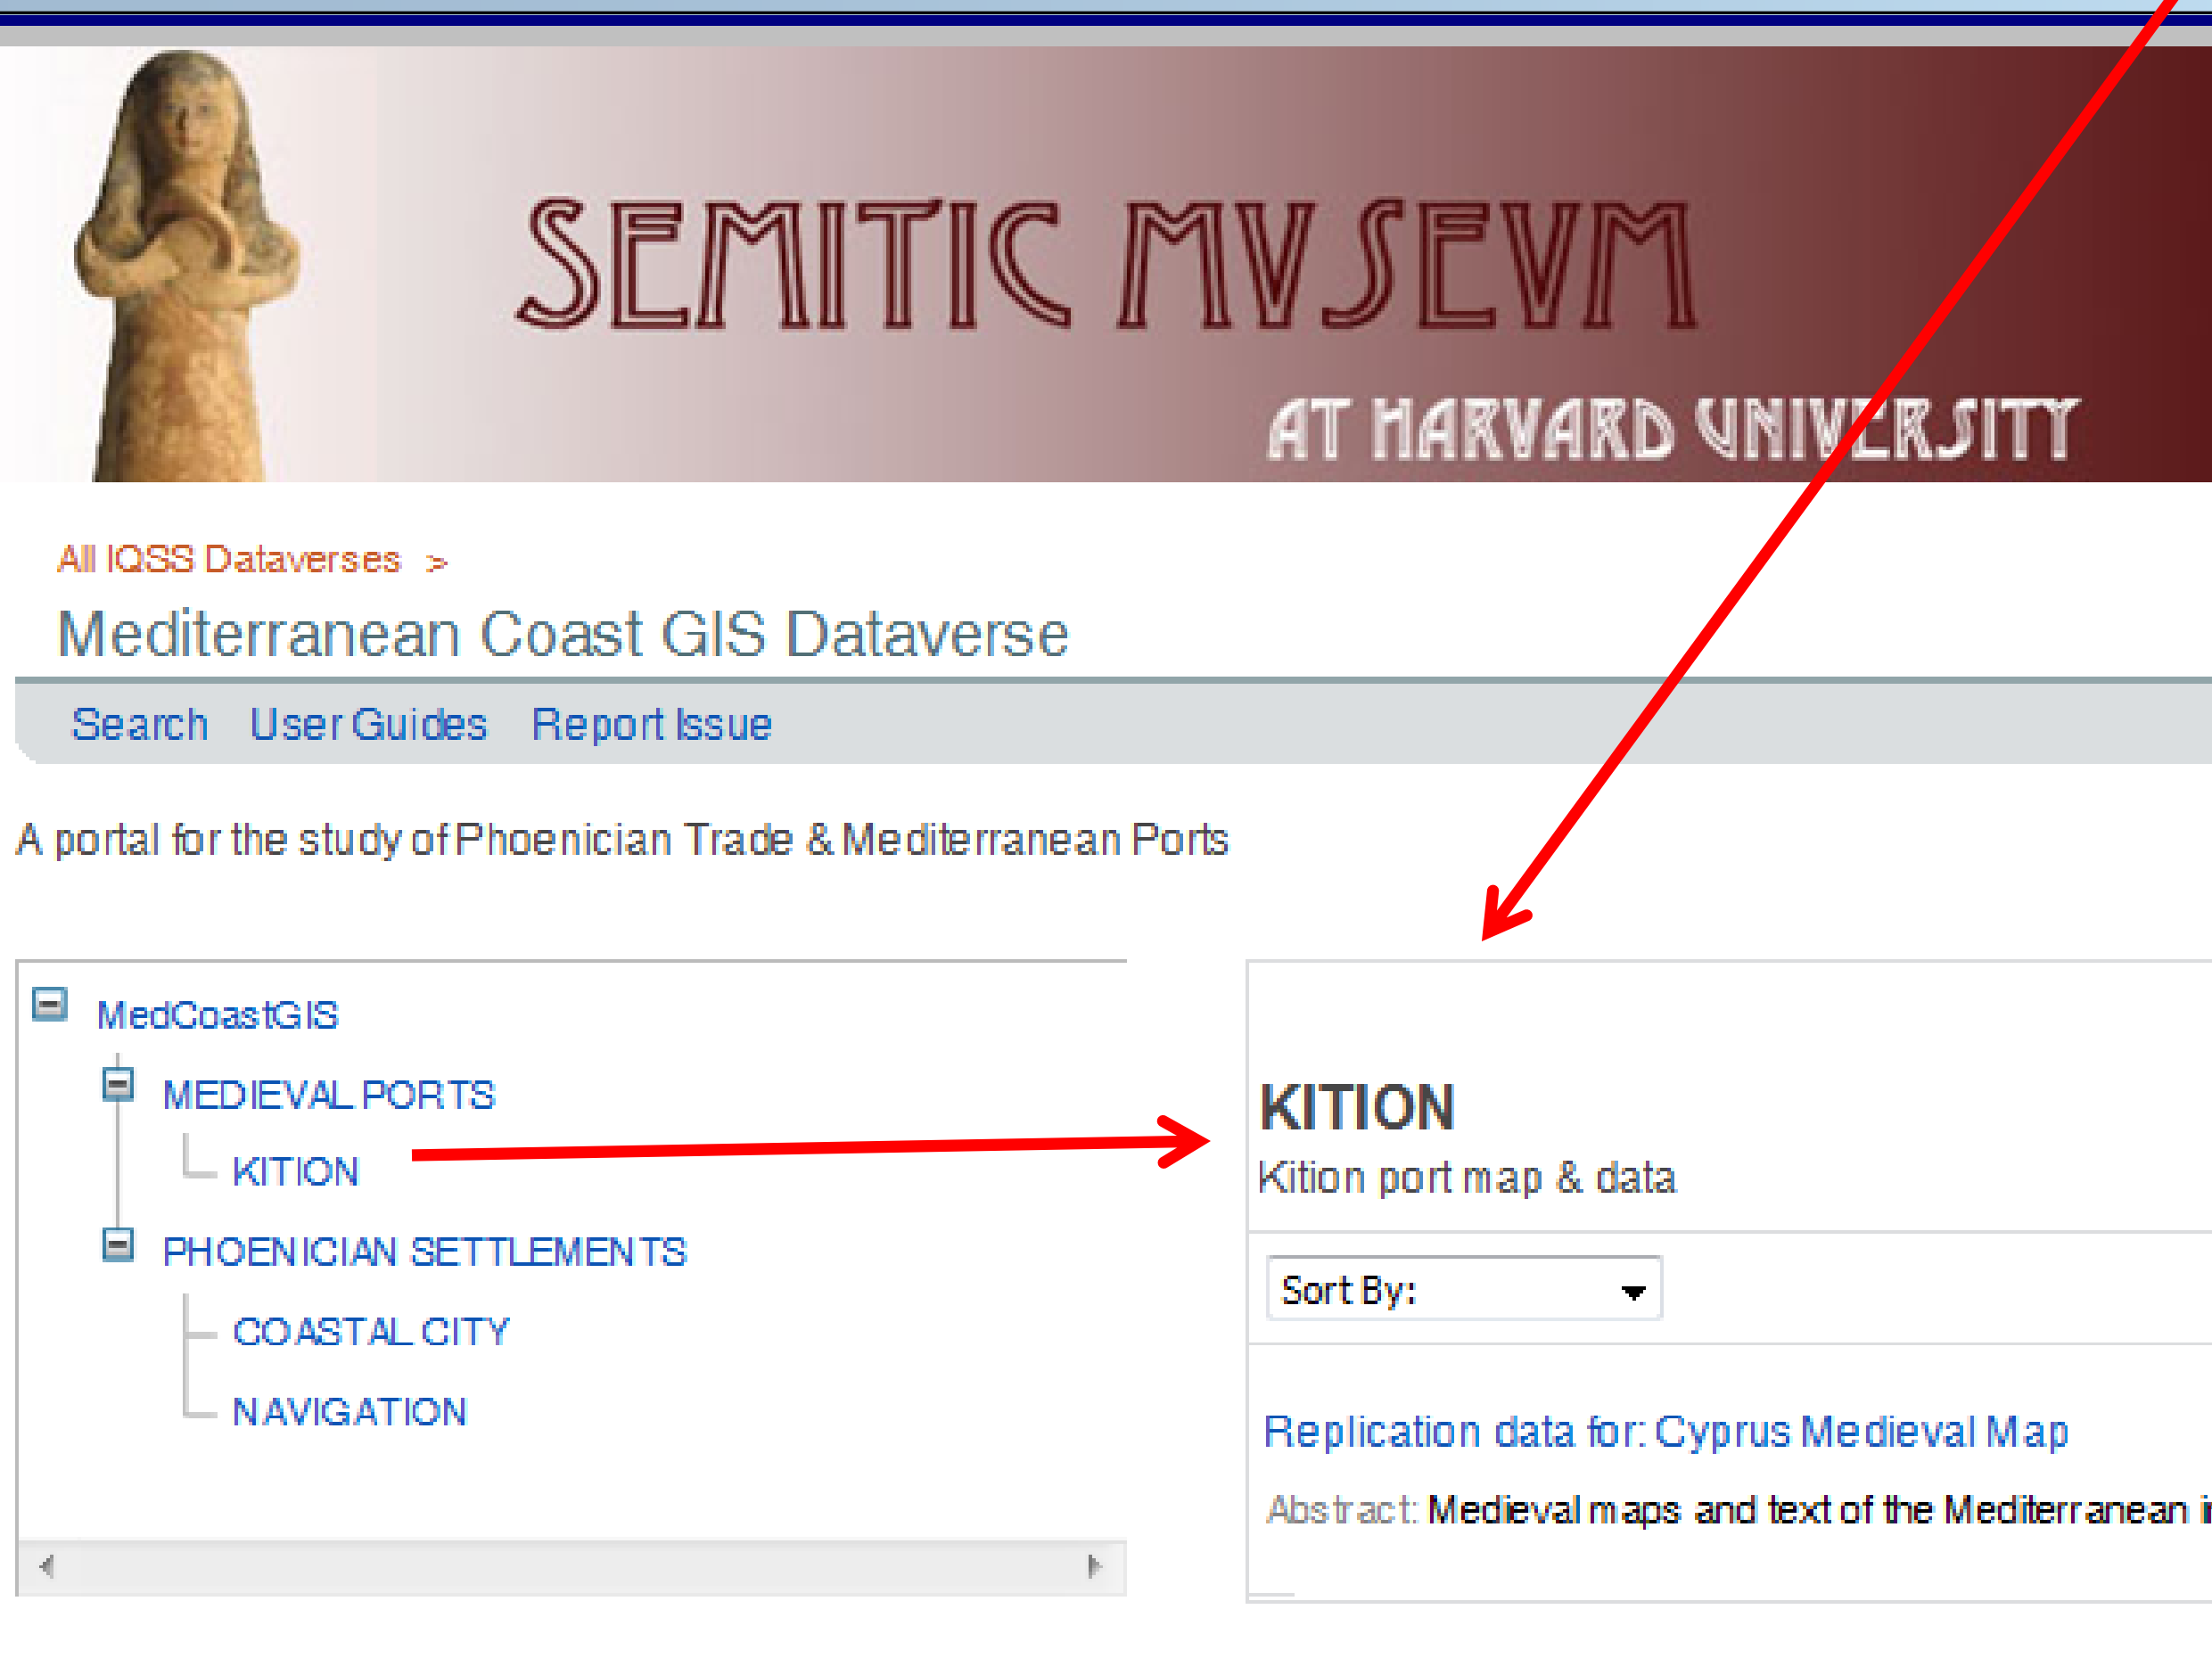 SEMITIC MVSEVM
AT HARVARD UNIVERSITY
All IQSS Dataverses >
Mediterranean Coast GIS Dataverse
Search User Guides Report Issue
A portal for the study of Phoenician Trade & Mediterranean Ports
MedCoastGIS
MEDIEVAL PORTS
KITION
PHOENICIAN SETTLEMENTS
COASTAL CITY
NAVIGATION
KITION
Kition port map & data
Sort By:
Replication data for: Cyprus Medieval Map
Abstract: Medieval maps and text of the Mediterranean